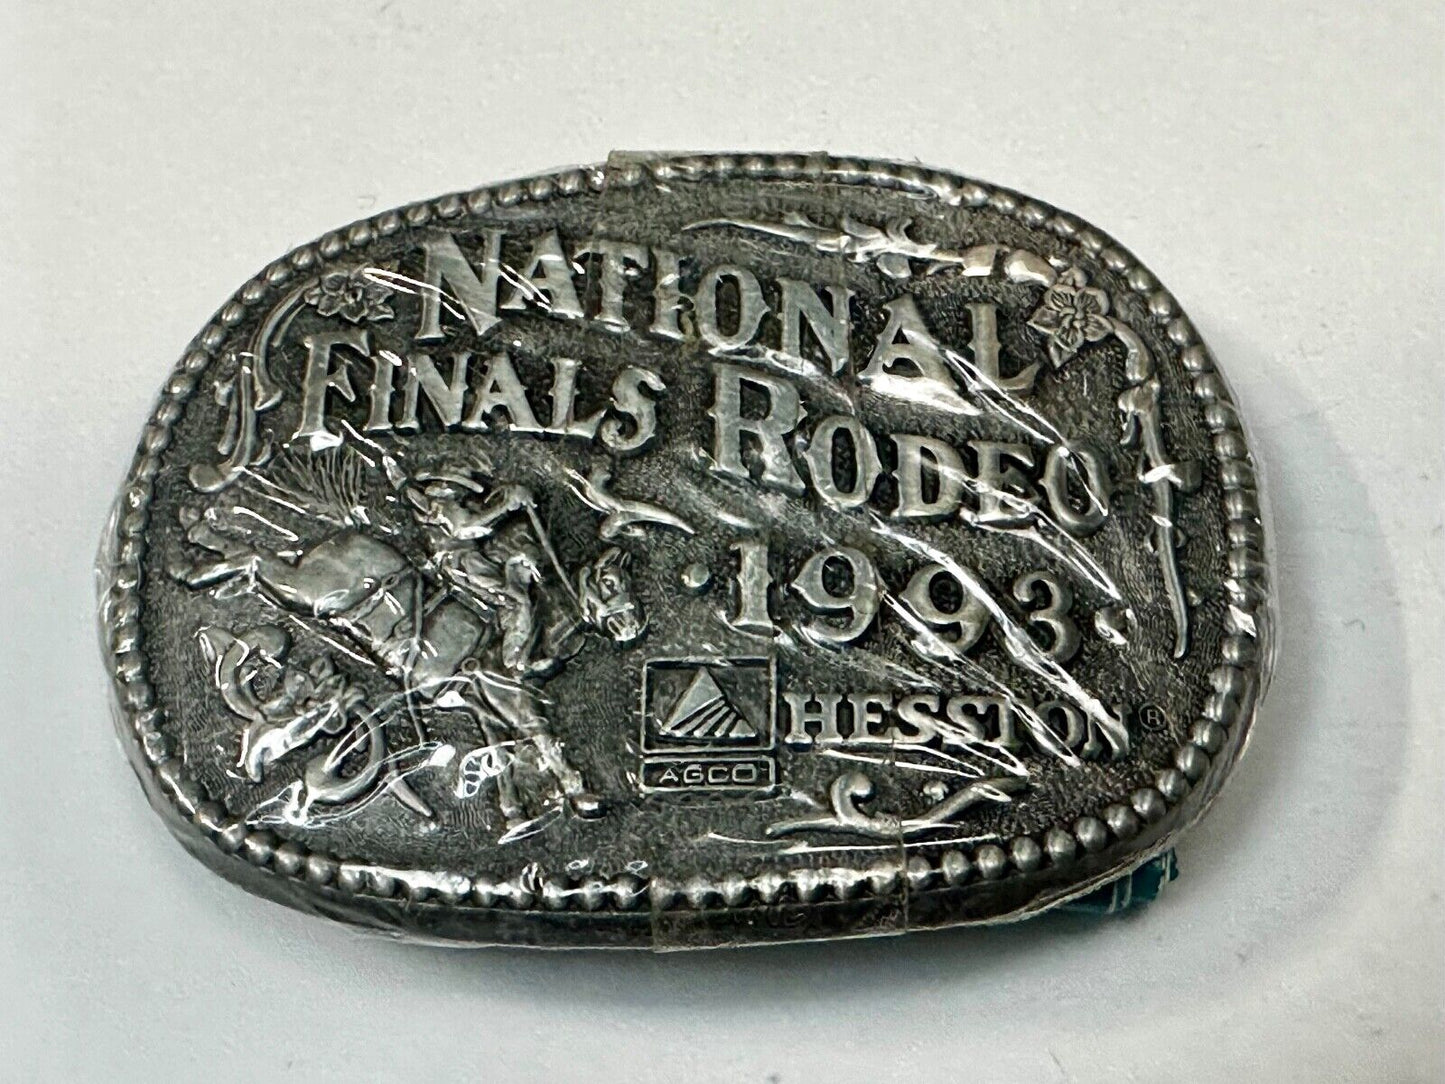 NATIONAL
FINALS RODEO
· 1993 ·
HESSTON®
AGCO